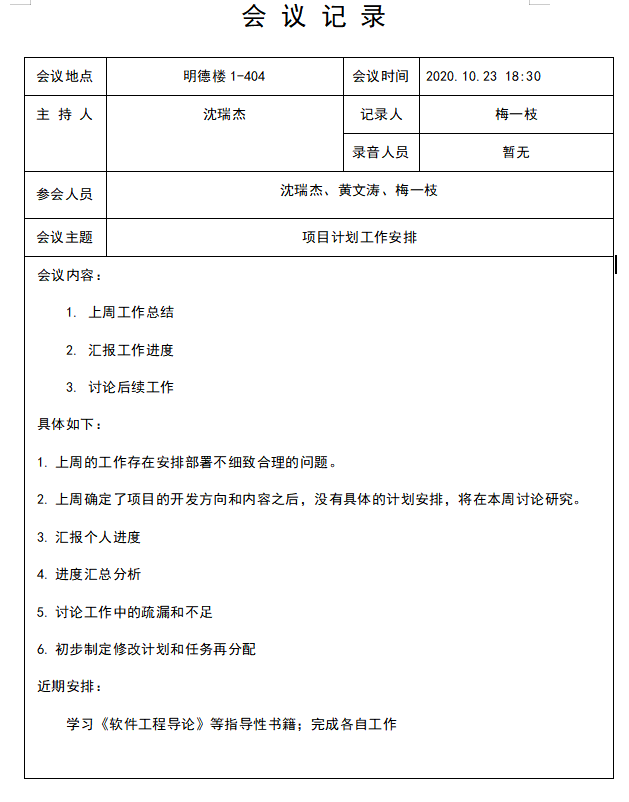 会 议 记 录
会议地点 明德楼 1-404 会议时间 2020.10.23 18:30
主 持 人 沈瑞杰 记录人 梅一枝
录音人员 暂无
参会人员 沈瑞杰、黄文涛、梅一枝
会议主题 项目计划工作安排
会议内容：
1. 上周工作总结
2. 汇报工作进度
3. 讨论后续工作
具体如下：
1. 上周的工作存在安排部署不细致合理的问题。
2. 上周确定了项目的开发方向和内容之后，没有具体的计划安排，将在本周讨论研究。
3. 汇报个人进度
4. 进度汇总分析
5. 讨论工作中的疏漏和不足
6. 初步制定修改计划和任务再分配
近期安排：
学习《软件工程导论》等指导性书籍；完成各自工作